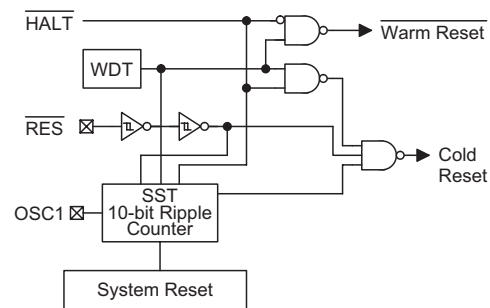 HALT
Warm Reset
WDT
RES
Cold
Reset
SST
10-bit Ripple
Counter
OSC1
System Reset